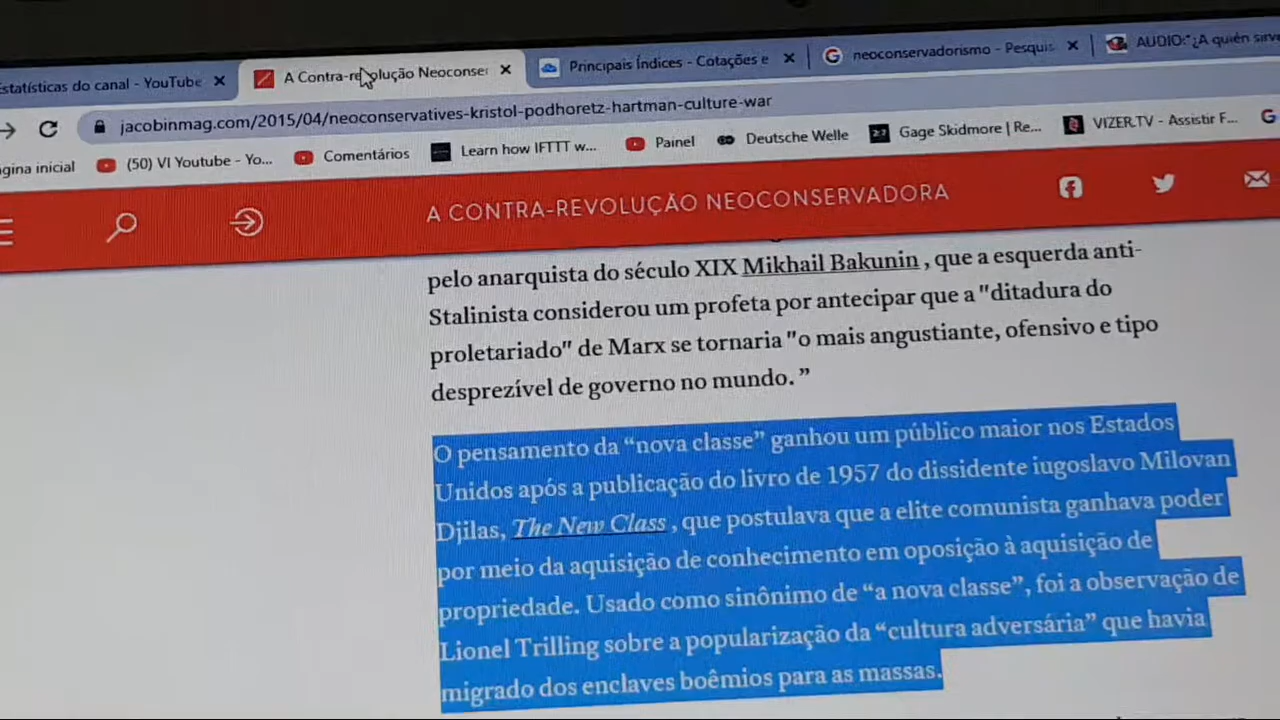 Estatísticas do canal - YouTube
A Contra-revolução Neoconser
Principais Índices - Cotações e
neoconservadorismo - Pesquis
AUDIO:"¿A quién sirve
jacobinmag.com/2015/04/neoconservatives-kristol-podhoretz-hartman-culture-war
gina inicial
(50) VI Youtube - Yo...
Comentários
Learn how IFTTT w...
Painel
Deutsche Welle
Gage Skidmore | Re...
VIZER.TV - Assistir F...
A CONTRA-REVOLUÇÃO NEOCONSERVADORA
pelo anarquista do século XIX Mikhail Bakunin , que a esquerda anti-
Stalinista considerou um profeta por antecipar que a "ditadura do
proletariado" de Marx se tornaria "o mais angustiante, ofensivo e tipo
desprezível de governo no mundo. ”
O pensamento da “nova classe” ganhou um público maior nos Estados
Unidos após a publicação do livro de 1957 do dissidente iugoslavo Milovan
Djilas, The New Class , que postulava que a elite comunista ganhava poder
por meio da aquisição de conhecimento em oposição à aquisição de
propriedade. Usado como sinônimo de “a nova classe”, foi a observação de
Lionel Trilling sobre a popularização da “cultura adversária” que havia
migrado dos enclaves boêmios para as massas.